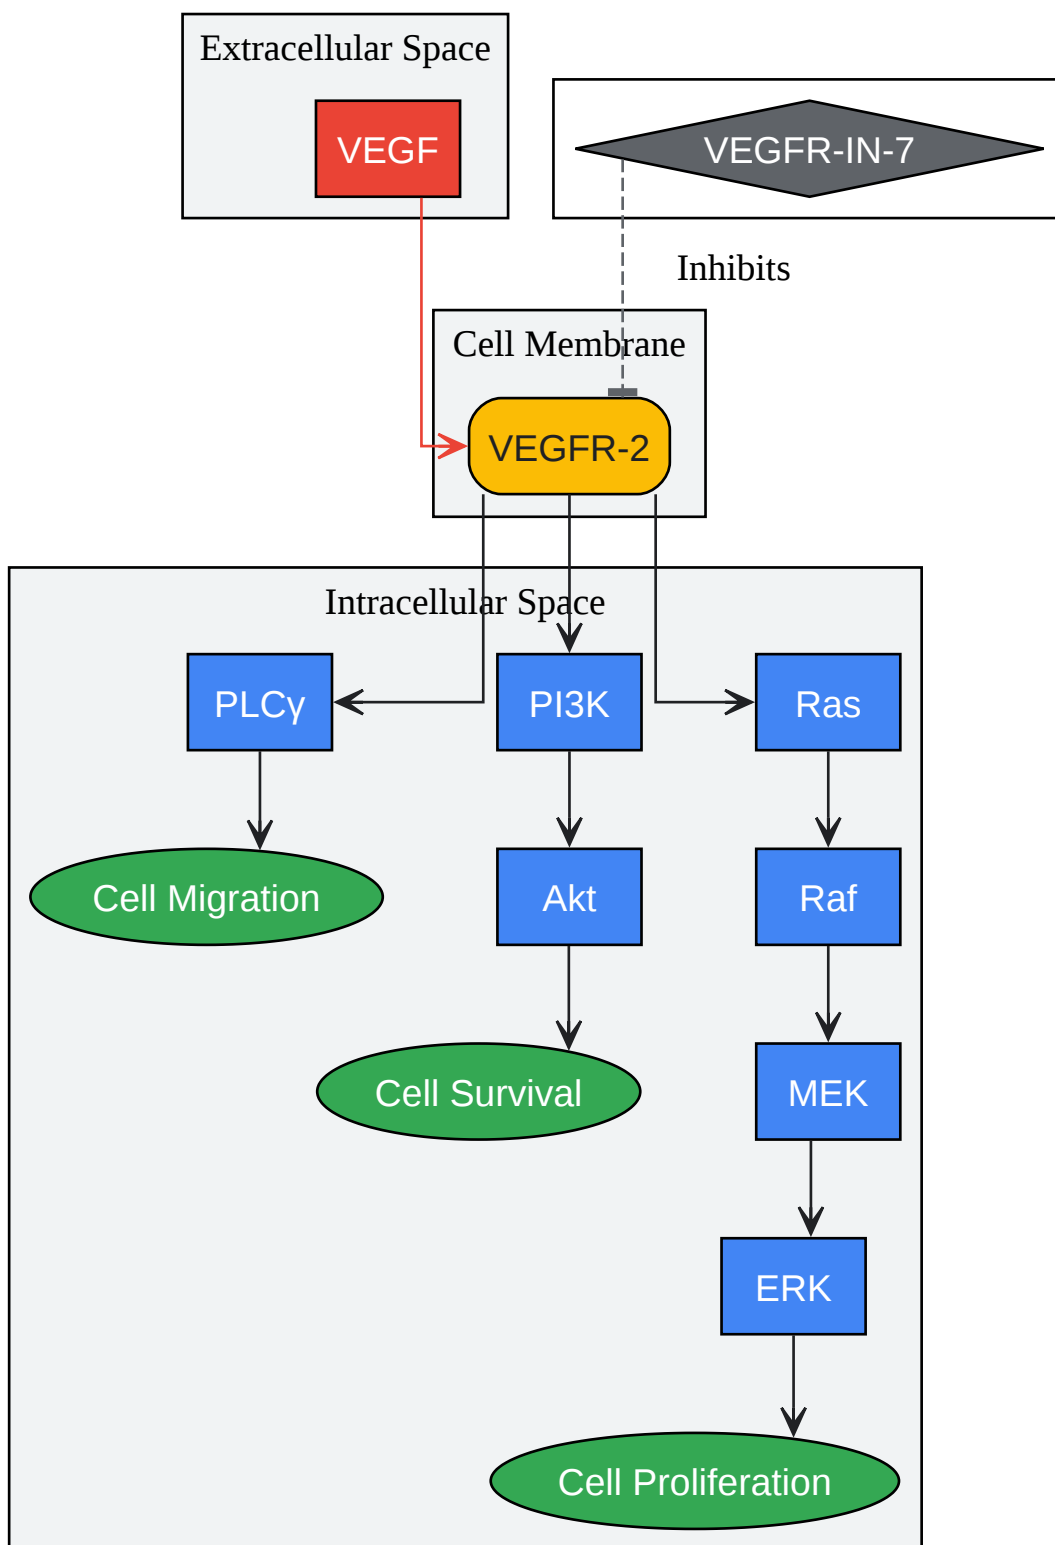 Extracellular Space
VEGF
VEGFR-IN-7
Inhibits
Cell Membrane
VEGFR-2
Intracellular Space
PLCγ
PI3K
Ras
Cell Migration
Akt
Raf
Cell Survival
MEK
ERK
Cell Proliferation